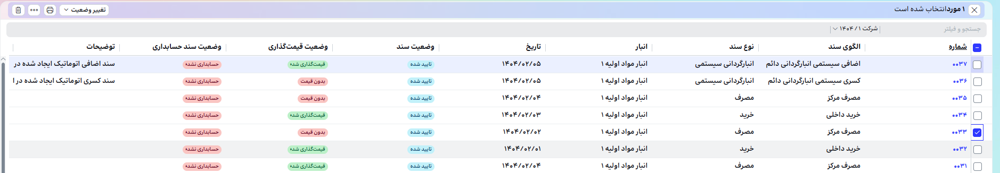 ۱ مورد انتخاب شده است تغییر وضعیت
جستجو و فیلتر شرکت ۱ / ۱۴۰۴
شماره الگوی سند نوع سند انبار تاریخ وضعیت سند وضعیت قیمت‌گذاری وضعیت سند حسابداری توضیحات
۰۰۳۷ اضافی سیستمی انبارگردانی دائم انبارگردانی سیستمی انبار مواد اولیه ۱ ۱۴۰۴/۰۲/۰۵ تایید شده قیمت‌گذاری شده حسابداری نشده سند اضافی اتوماتیک ایجاد شده در
۰۰۳۶ کسری سیستمی انبارگردانی دائم انبارگردانی سیستمی انبار مواد اولیه ۱ ۱۴۰۴/۰۲/۰۵ تایید شده بدون قیمت حسابداری نشده سند کسری اتوماتیک ایجاد شده در ا
۰۰۳۵ مصرف مرکز مصرف انبار مواد اولیه ۱ ۱۴۰۴/۰۲/۰۴ تایید شده بدون قیمت حسابداری نشده
۰۰۳۴ خرید داخلی خرید انبار مواد اولیه ۱ ۱۴۰۴/۰۲/۰۳ تایید شده قیمت‌گذاری شده حسابداری نشده
۰۰۳۳ مصرف مرکز مصرف انبار مواد اولیه ۱ ۱۴۰۴/۰۲/۰۲ تایید شده بدون قیمت حسابداری نشده
۰۰۳۲ خرید داخلی خرید انبار مواد اولیه ۱ ۱۴۰۴/۰۲/۰۱ تایید شده قیمت‌گذاری شده حسابداری نشده
۰۰۳۱ مصرف مرکز مصرف انبار مواد اولیه ۱ ۱۴۰۴/۰۲/۰۴ تایید شده قیمت‌گذاری شده حسابداری نشده